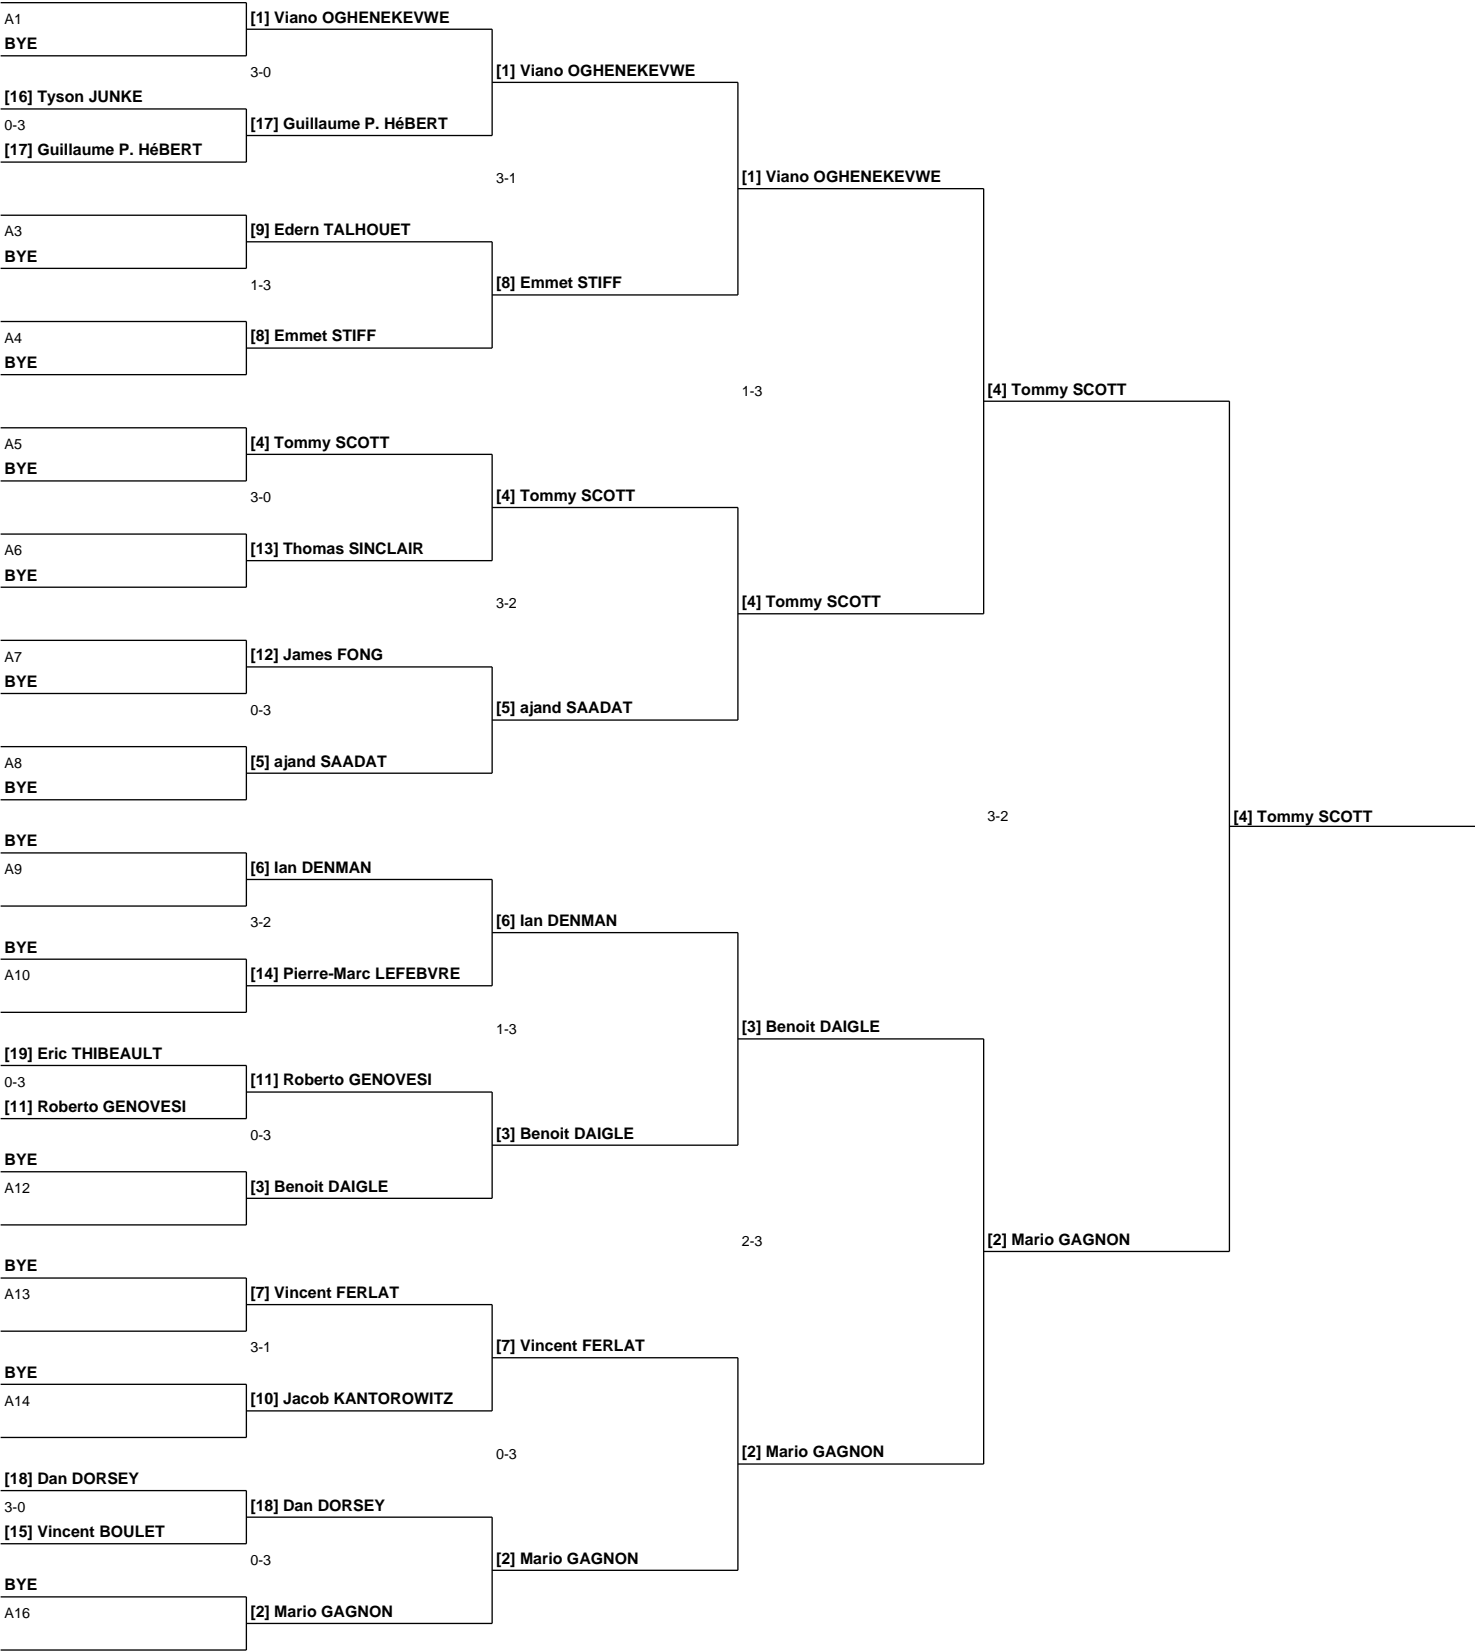 A1
[1] Viano OGHENEKEVWE
BYE
3-0
[1] Viano OGHENEKEVWE
[16] Tyson JUNKE
0-3
[17] Guillaume P. HéBERT
[17] Guillaume P. HéBERT
3-1
[1] Viano OGHENEKEVWE
A3
[9] Edern TALHOUET
BYE
1-3
[8] Emmet STIFF
A4
[8] Emmet STIFF
BYE
1-3
[4] Tommy SCOTT
A5
[4] Tommy SCOTT
BYE
3-0
[4] Tommy SCOTT
A6
[13] Thomas SINCLAIR
BYE
3-2
[4] Tommy SCOTT
A7
[12] James FONG
BYE
0-3
[5] ajand SAADAT
A8
[5] ajand SAADAT
BYE
3-2
[4] Tommy SCOTT
BYE
A9
[6] Ian DENMAN
3-2
[6] Ian DENMAN
BYE
A10
[14] Pierre-Marc LEFEBVRE
1-3
[3] Benoit DAIGLE
[19] Eric THIBEAULT
0-3
[11] Roberto GENOVESI
[11] Roberto GENOVESI
0-3
[3] Benoit DAIGLE
BYE
A12
[3] Benoit DAIGLE
2-3
[2] Mario GAGNON
BYE
A13
[7] Vincent FERLAT
3-1
[7] Vincent FERLAT
BYE
A14
[10] Jacob KANTOROWITZ
0-3
[2] Mario GAGNON
[18] Dan DORSEY
3-0
[18] Dan DORSEY
[15] Vincent BOULET
0-3
[2] Mario GAGNON
BYE
A16
[2] Mario GAGNON